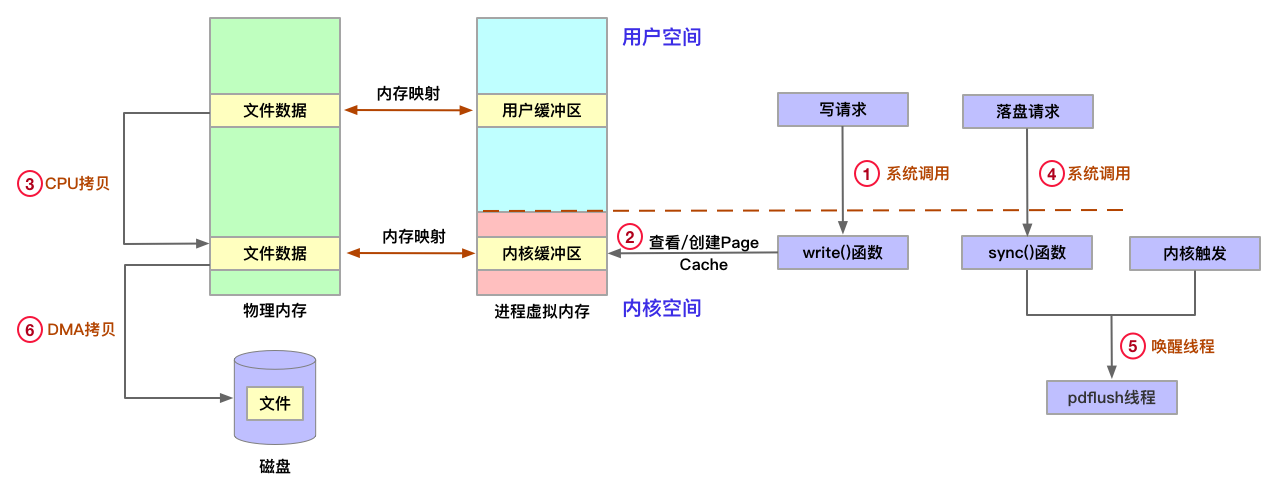 用户空间
内存映射
文件数据
用户缓冲区
写请求
落盘请求
3
CPU拷贝
1
系统调用
4
系统调用
内存映射
2
查看/创建Page
Cache
文件数据
内核缓冲区
write()函数
sync()函数
内核触发
物理内存
进程虚拟内存
内核空间
6
DMA拷贝
5
唤醒线程
文件
pdflush线程
磁盘